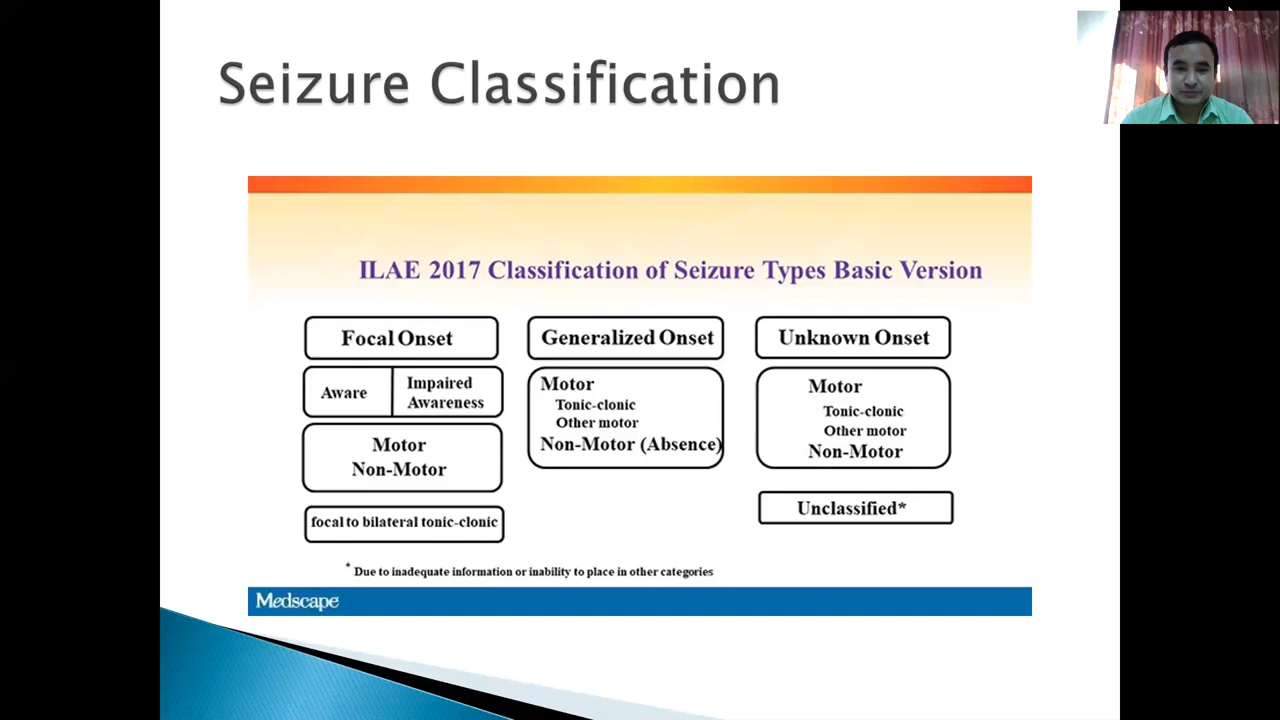 Seizure Classification
ILAE 2017 Classification of Seizure Types Basic Version
Focal Onset
Aware
Impaired
Awareness
Motor
Non-Motor
focal to bilateral tonic-clonic
Generalized Onset
Motor
Tonic-clonic
Other motor
Non-Motor (Absence)
Unknown Onset
Motor
Tonic-clonic
Other motor
Non-Motor
Unclassified*
* Due to inadequate information or inability to place in other categories
Medscape